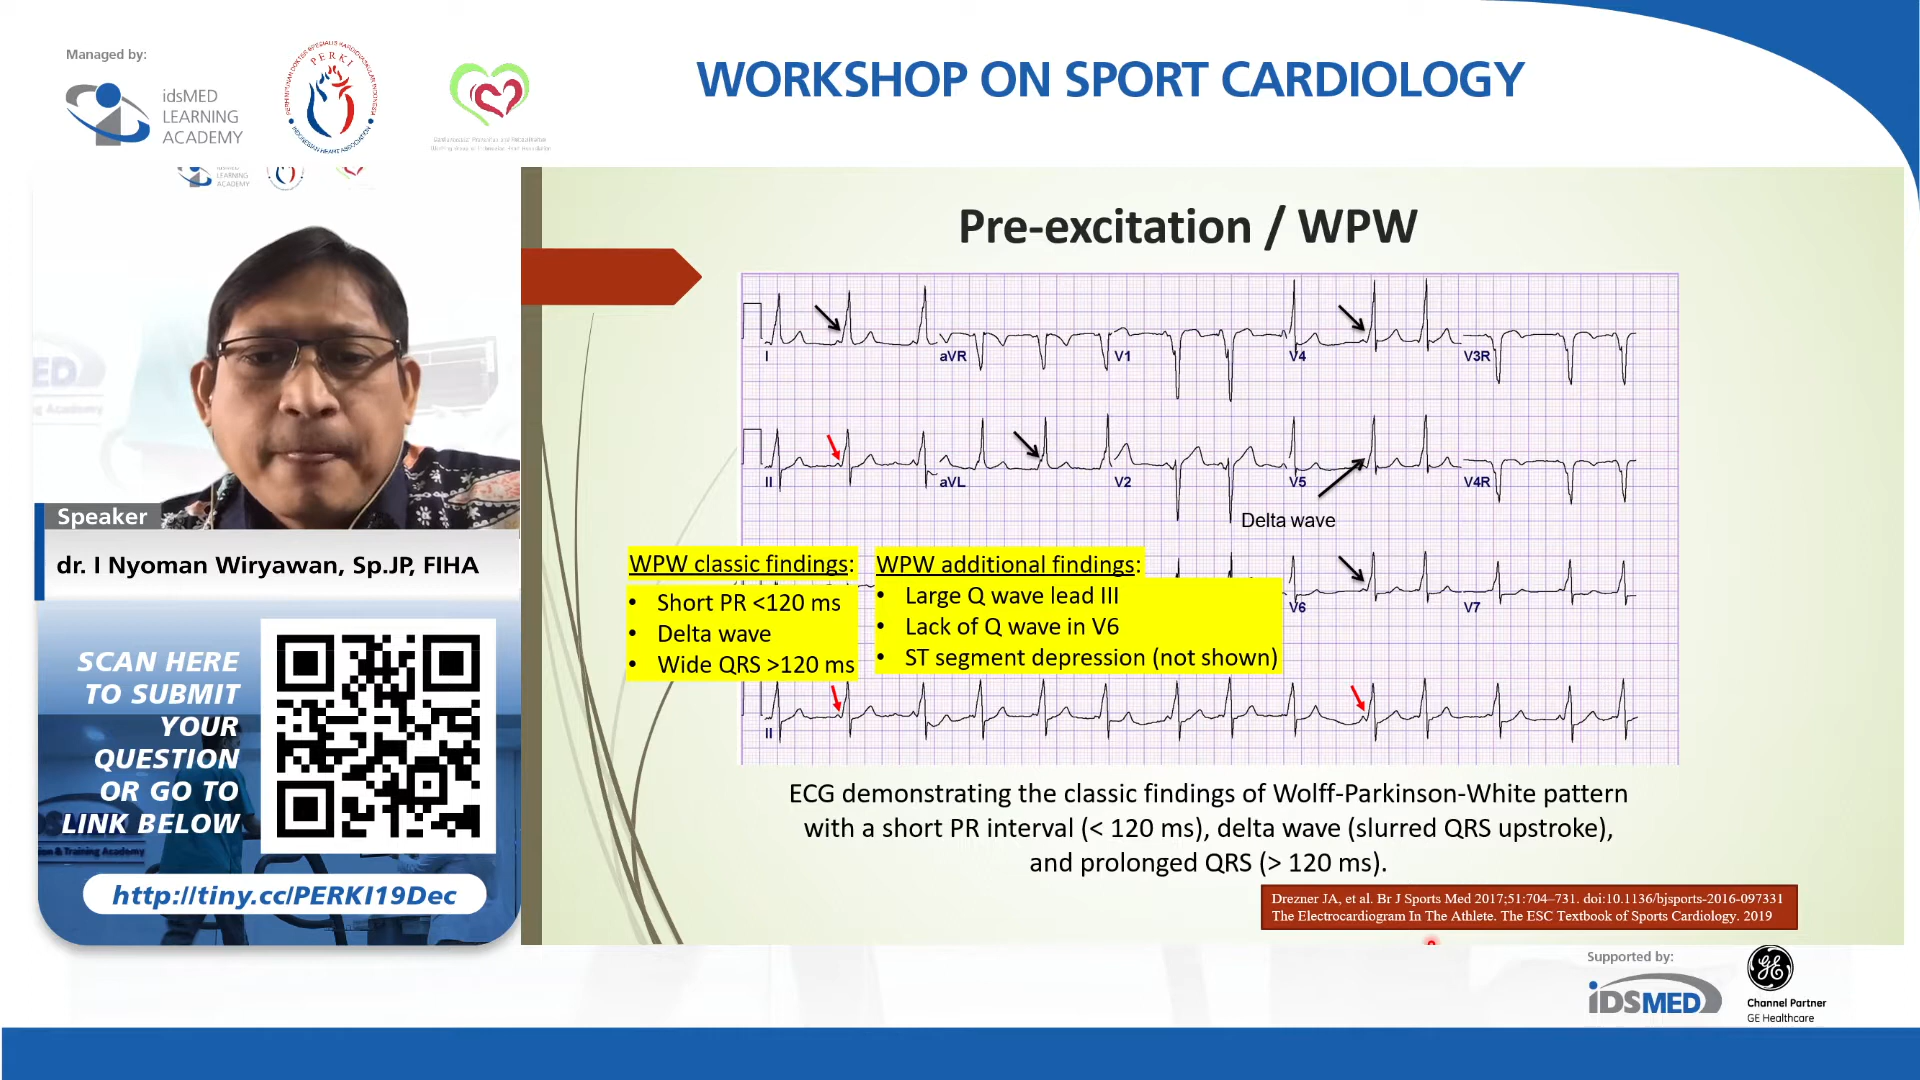 Managed by:
idsMED
LEARNING
ACADEMY
PERKI
INDONESIAN HEART ASSOCIATION
WORKSHOP ON SPORT CARDIOLOGY
LEARNING
ACADEMY
Speaker
dr. I Nyoman Wiryawan, Sp.JP, FIHA
SCAN HERE
TO SUBMIT
YOUR
QUESTION
OR GO TO
LINK BELOW
http://tiny.cc/PERKI19Dec
Pre-excitation / WPW
I
aVR
V1
V4
V3R
II
aVL
V2
V5
V4R
Delta wave
V6
V7
II
WPW classic findings:
• Short PR <120 ms
• Delta wave
• Wide QRS >120 ms
WPW additional findings:
• Large Q wave lead III
• Lack of Q wave in V6
• ST segment depression (not shown)
ECG demonstrating the classic findings of Wolff-Parkinson-White pattern
with a short PR interval (< 120 ms), delta wave (slurred QRS upstroke),
and prolonged QRS (> 120 ms).
Drezner JA, et al. Br J Sports Med 2017;51:704–731. doi:10.1136/bjsports-2016-097331
The Electrocardiogram In The Athlete. The ESC Textbook of Sports Cardiology. 2019
Supported by:
iDSMED
Channel Partner
GE Healthcare